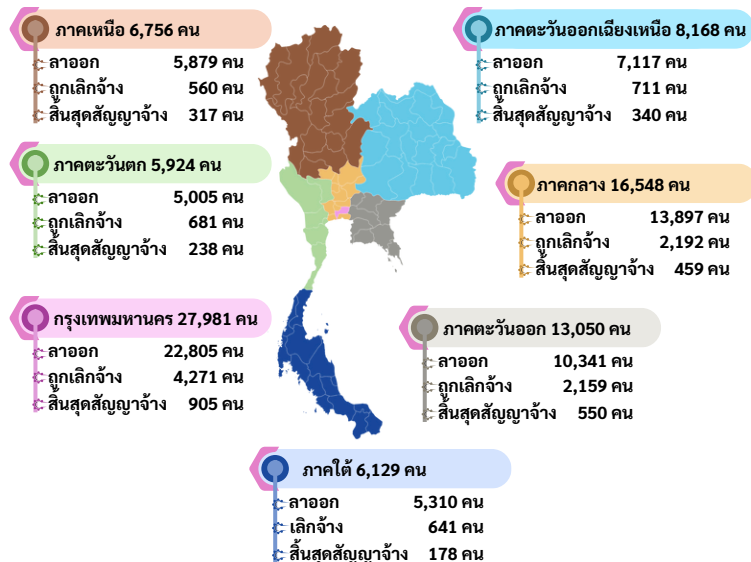 ภาคเหนือ 6,756 คน
ลาออก 5,879 คน
ถูกเลิกจ้าง 560 คน
สิ้นสุดสัญญาจ้าง 317 คน
ภาคตะวันออกเฉียงเหนือ 8,168 คน
ลาออก 7,117 คน
ถูกเลิกจ้าง 711 คน
สิ้นสุดสัญญาจ้าง 340 คน
ภาคตะวันตก 5,924 คน
ลาออก 5,005 คน
ถูกเลิกจ้าง 681 คน
สิ้นสุดสัญญาจ้าง 238 คน
ภาคกลาง 16,548 คน
ลาออก 13,897 คน
ถูกเลิกจ้าง 2,192 คน
สิ้นสุดสัญญาจ้าง 459 คน
กรุงเทพมหานคร 27,981 คน
ลาออก 22,805 คน
ถูกเลิกจ้าง 4,271 คน
สิ้นสุดสัญญาจ้าง 905 คน
ภาคตะวันออก 13,050 คน
ลาออก 10,341 คน
ถูกเลิกจ้าง 2,159 คน
สิ้นสุดสัญญาจ้าง 550 คน
ภาคใต้ 6,129 คน
ลาออก 5,310 คน
เลิกจ้าง 641 คน
สิ้นสุดสัญญาจ้าง 178 คน